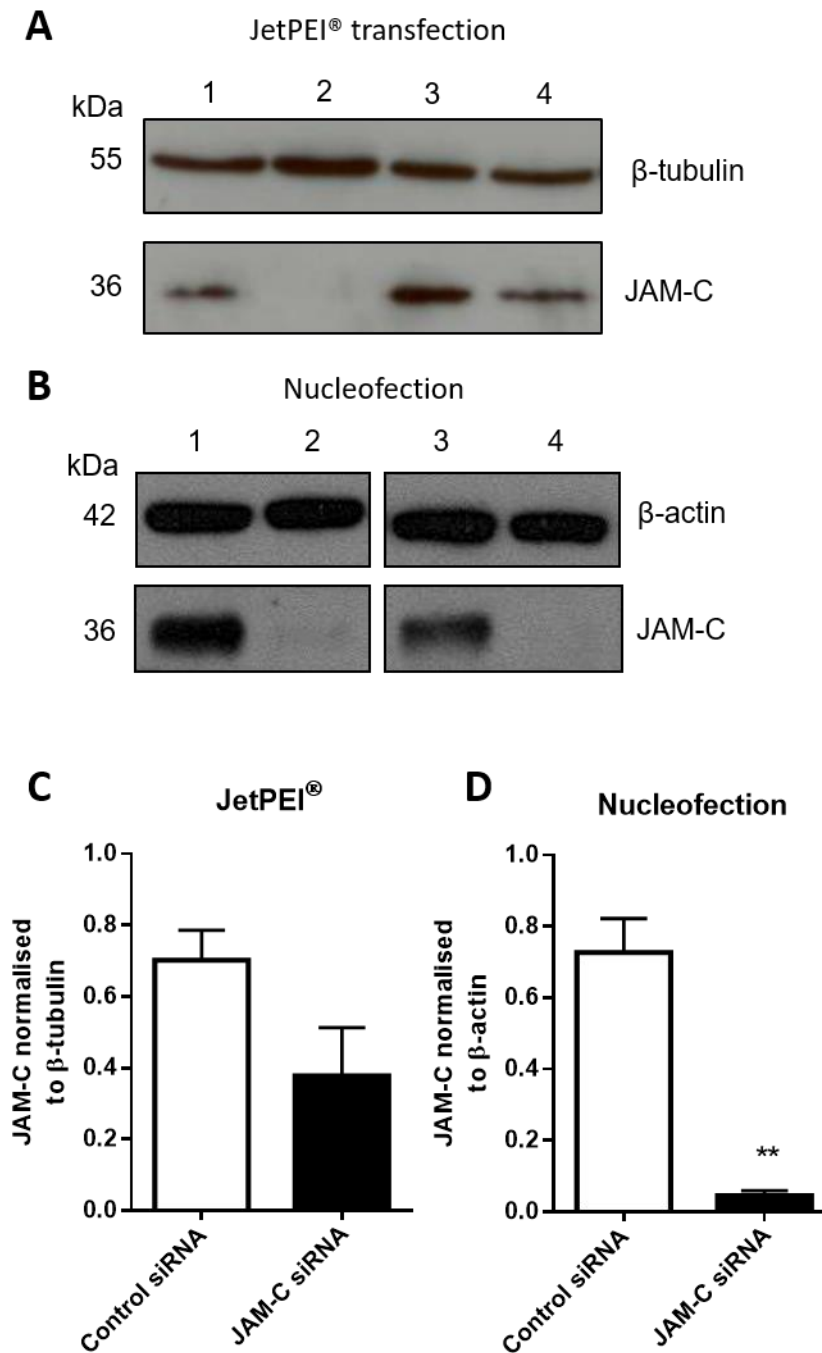 A
JetPEI® transfection
kDa
1 2 3 4
55
β-tubulin
36
JAM-C
B
Nucleofection
kDa
1 2 3 4
42
β-actin
36
JAM-C
C
JetPEI®
JAM-C normalised
to β-tubulin
1.0
0.8
0.6
0.4
0.2
0.0
Control siRNA
JAM-C siRNA
D
Nucleofection
JAM-C normalised
to β-actin
1.0
0.8
0.6
0.4
0.2
0.0
**
Control siRNA
JAM-C siRNA